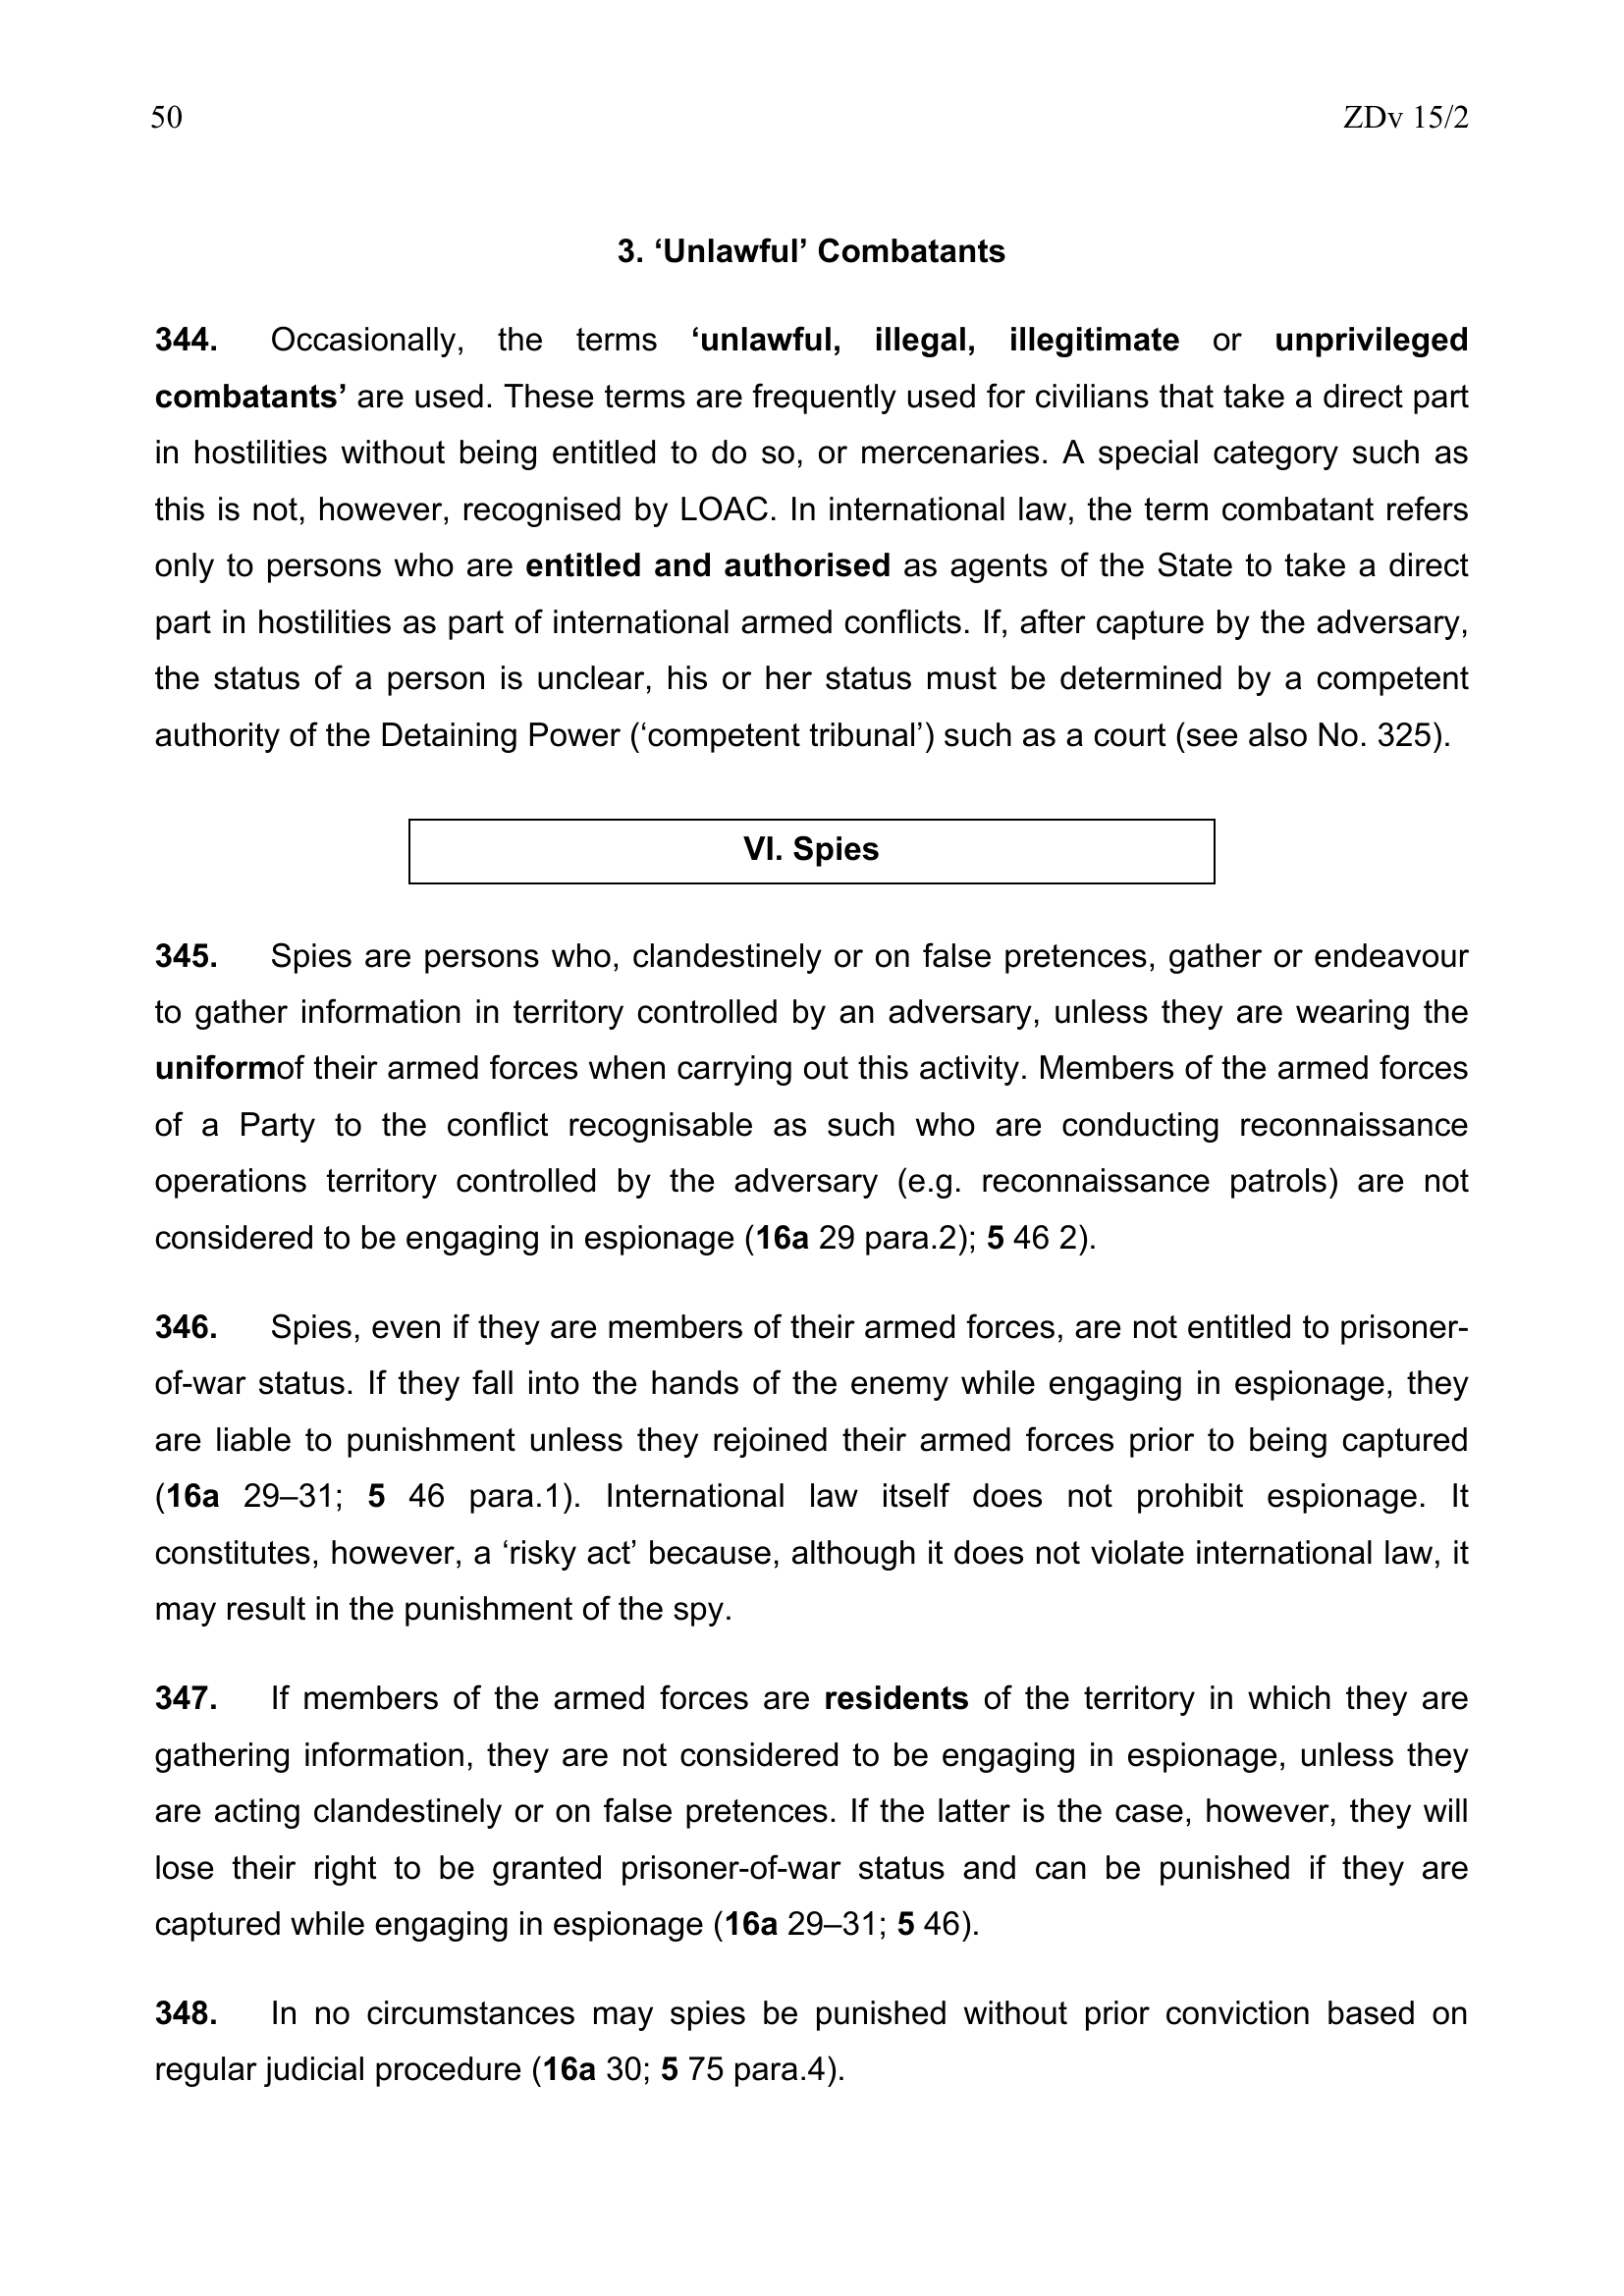 50 ZDv 15/2
3. ‘Unlawful’ Combatants
344. Occasionally, the terms ‘unlawful, illegal, illegitimate or unprivileged
combatants’ are used. These terms are frequently used for civilians that take a direct part
in hostilities without being entitled to do so, or mercenaries. A special category such as
this is not, however, recognised by LOAC. In international law, the term combatant refers
only to persons who are entitled and authorised as agents of the State to take a direct
part in hostilities as part of international armed conflicts. If, after capture by the adversary,
the status of a person is unclear, his or her status must be determined by a competent
authority of the Detaining Power (‘competent tribunal’) such as a court (see also No. 325).
VI. Spies
345. Spies are persons who, clandestinely or on false pretences, gather or endeavour
to gather information in territory controlled by an adversary, unless they are wearing the
uniformof their armed forces when carrying out this activity. Members of the armed forces
of a Party to the conflict recognisable as such who are conducting reconnaissance
operations territory controlled by the adversary (e.g. reconnaissance patrols) are not
considered to be engaging in espionage (16a 29 para.2); 5 46 2).
346. Spies, even if they are members of their armed forces, are not entitled to prisoner-
of-war status. If they fall into the hands of the enemy while engaging in espionage, they
are liable to punishment unless they rejoined their armed forces prior to being captured
(16a 29–31; 5 46 para.1). International law itself does not prohibit espionage. It
constitutes, however, a ‘risky act’ because, although it does not violate international law, it
may result in the punishment of the spy.
347. If members of the armed forces are residents of the territory in which they are
gathering information, they are not considered to be engaging in espionage, unless they
are acting clandestinely or on false pretences. If the latter is the case, however, they will
lose their right to be granted prisoner-of-war status and can be punished if they are
captured while engaging in espionage (16a 29–31; 5 46).
348. In no circumstances may spies be punished without prior conviction based on
regular judicial procedure (16a 30; 5 75 para.4).